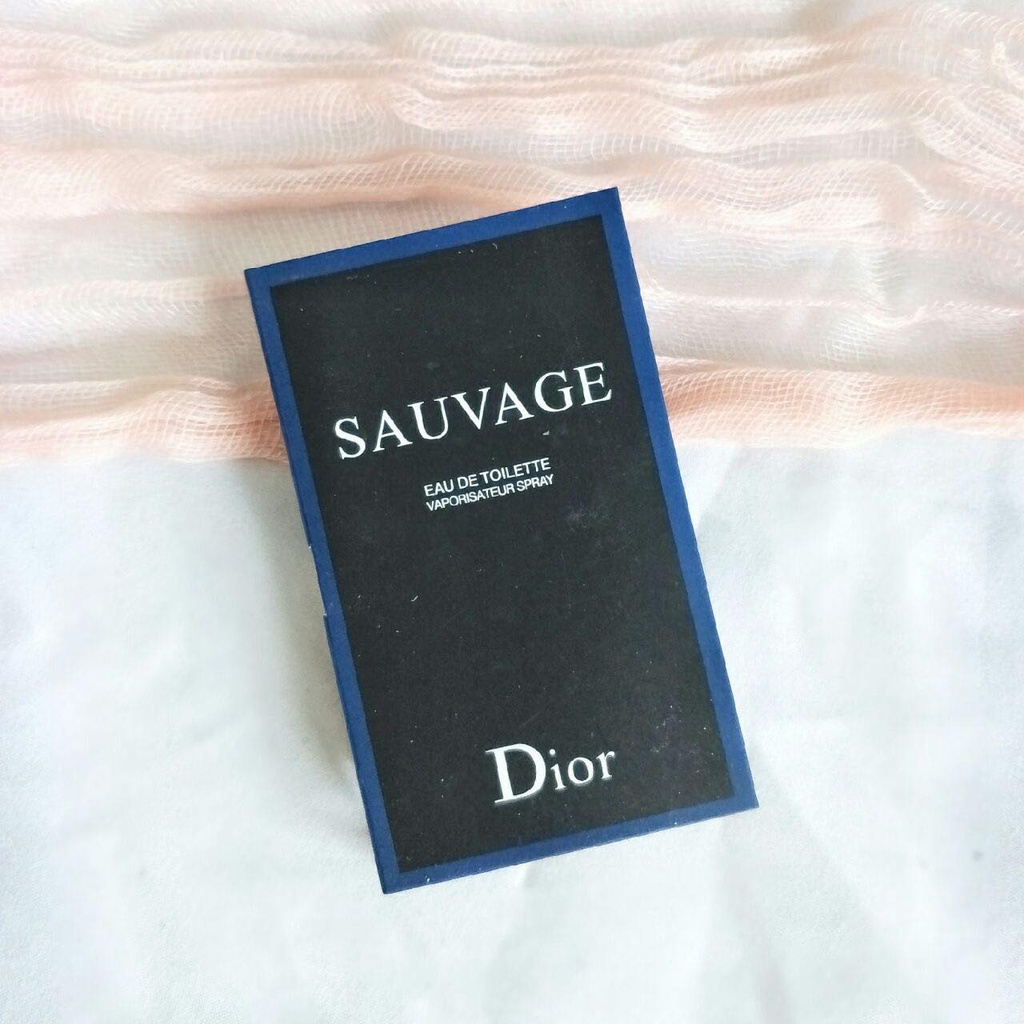 SAUVAGE
EAU DE TOILETTE
VAPORISATEUR SPRAY
Dior